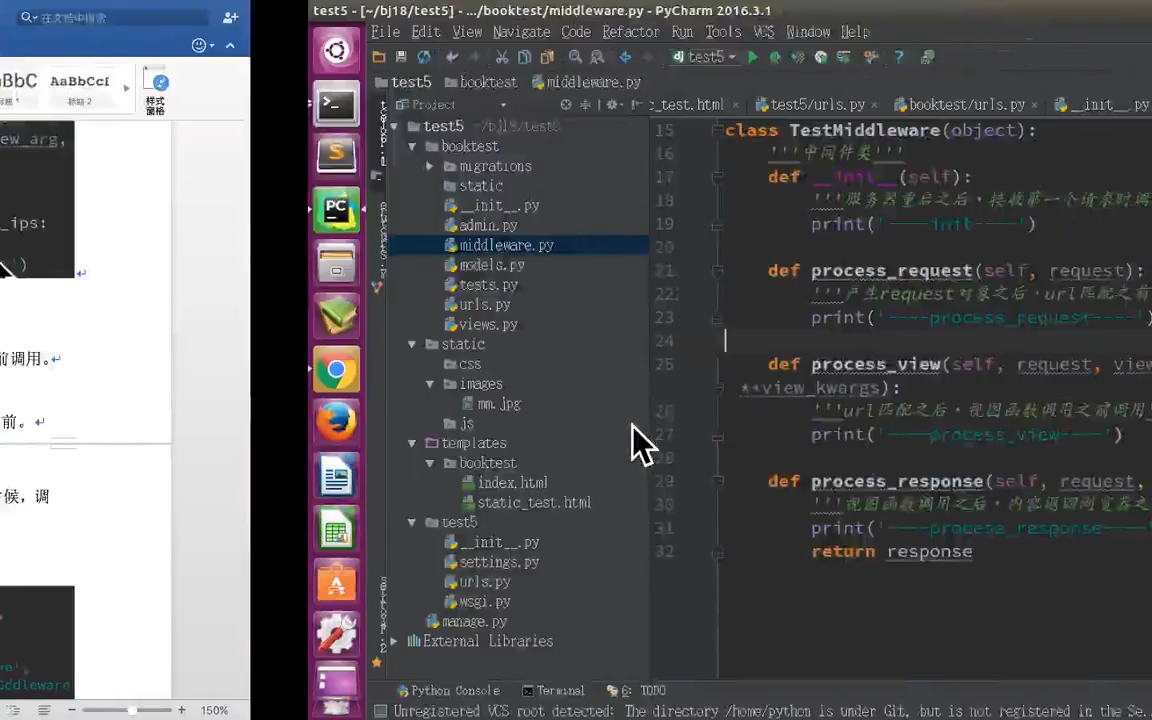 在文档中搜索
标题 1
AaBbCcI
标题 2
样式
窗格
ew_arg,
_ips:
')
前调用。
前。
候，调
've'
ddleware
150%
test5 - [~/bj18/test5] - .../booktest/middleware.py - PyCharm 2016.3.1
File Edit View Navigate Code Refactor Run Tools VCS Window Help
test5
test5 booktest middleware.py
Project
_test.html test5/urls.py booktest/urls.py __init__.py
test5 ~/bj18/test5
booktest
migrations
static
__init__.py
admin.py
middleware.py
models.py
tests.py
urls.py
views.py
static
css
images
mm.jpg
js
templates
booktest
index.html
static_test.html
test5
__init__.py
settings.py
urls.py
wsgi.py
manage.py
External Libraries
15 class TestMiddleware(object):
16 '''中间件类'''
17 def __init__(self):
18 '''服务器重启之后，接收第一个请求时调
19 print('----init----')
20
21 def process_request(self, request):
22 '''产生request对象之后，url匹配之前
23 print('----process_request----')
24
25 def process_view(self, request, view
**view_kwargs):
26 '''url匹配之后，视图函数调用之前调用
27 print('----process_view----')
28
29 def process_response(self, request,
30 '''视图函数调用之后，内容返回浏览器之
31 print('----process_response----
32 return response
Python Console Terminal 6: TODO
Unregistered VCS root detected: The directory /home/python is under Git, but is not registered in the Se.